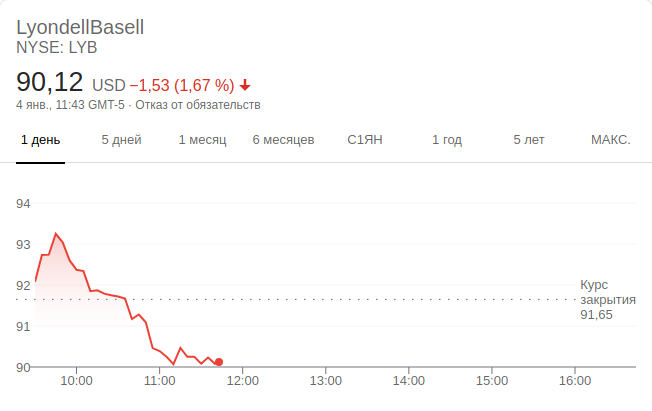 LyondellBasell
NYSE: LYB
90,12 USD −1,53 (1,67 %)
4 янв., 11:43 GMT-5 · Отказ от обязательств
1 день 5 дней 1 месяц 6 месяцев С1ЯН 1 год 5 лет МАКС.
94
93
92
Курс
закрытия
91,65
91
90
10:00 11:00 12:00 13:00 14:00 15:00 16:00